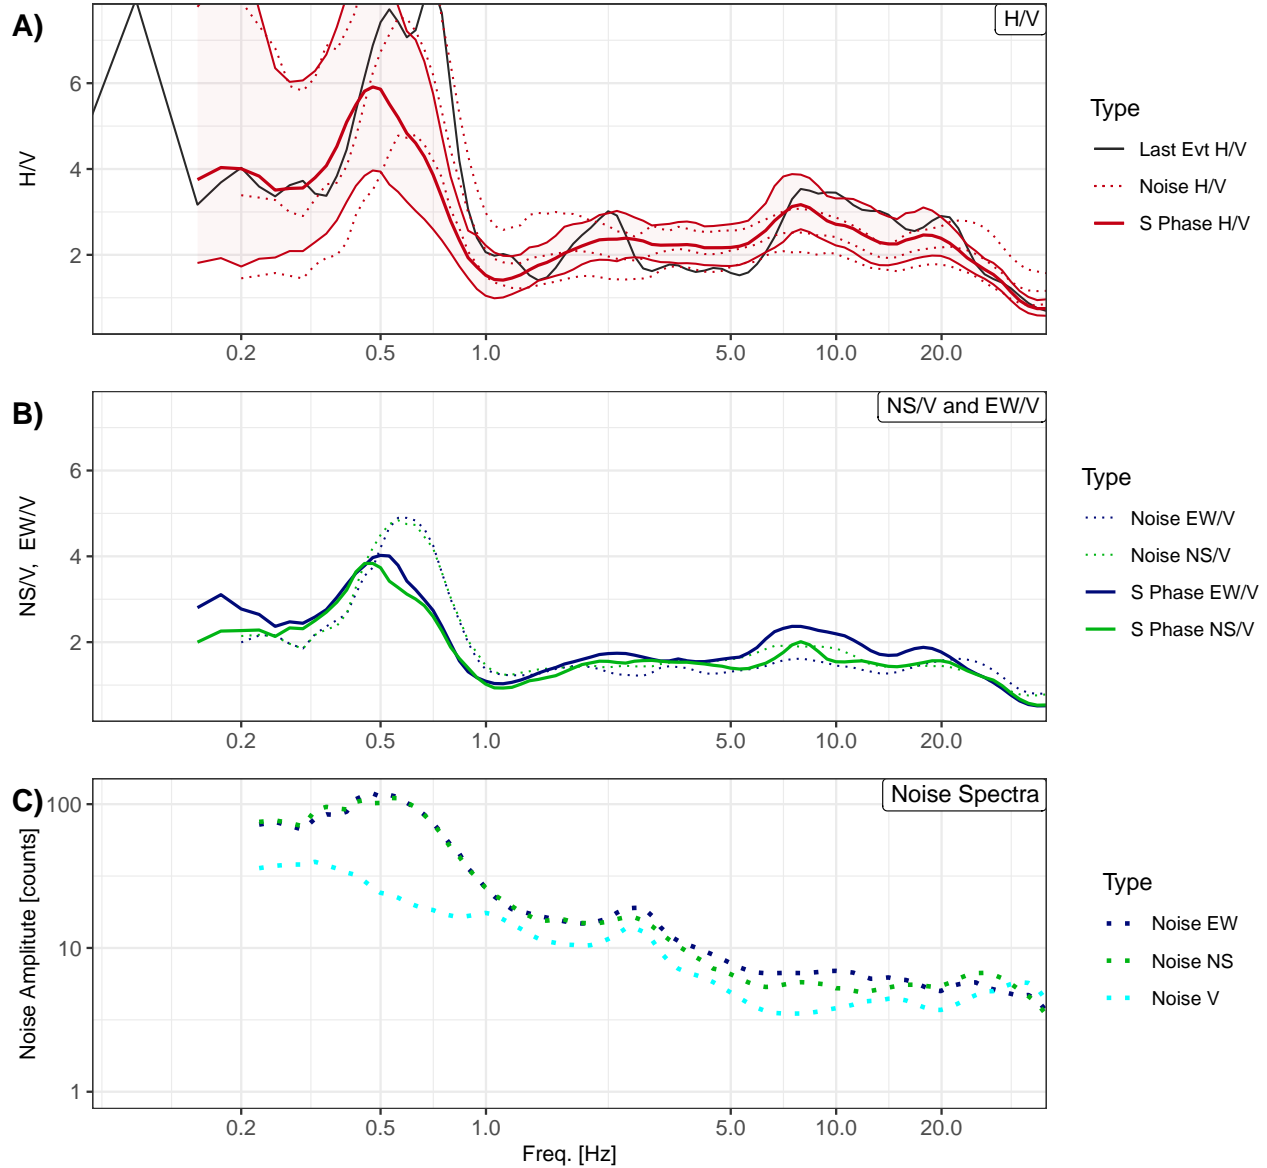 A)
H/V
6
4
2
H/V
0.2 0.5 1.0 5.0 10.0 20.0
Type
Last Evt H/V
Noise H/V
S Phase H/V
B)
NS/V and EW/V
6
4
2
NS/V, EW/V
0.2 0.5 1.0 5.0 10.0 20.0
Type
Noise EW/V
Noise NS/V
S Phase EW/V
S Phase NS/V
C)
Noise Spectra
100
10
1
Noise Amplitute [counts]
0.2 0.5 1.0 5.0 10.0 20.0
Freq. [Hz]
Type
Noise EW
Noise NS
Noise V